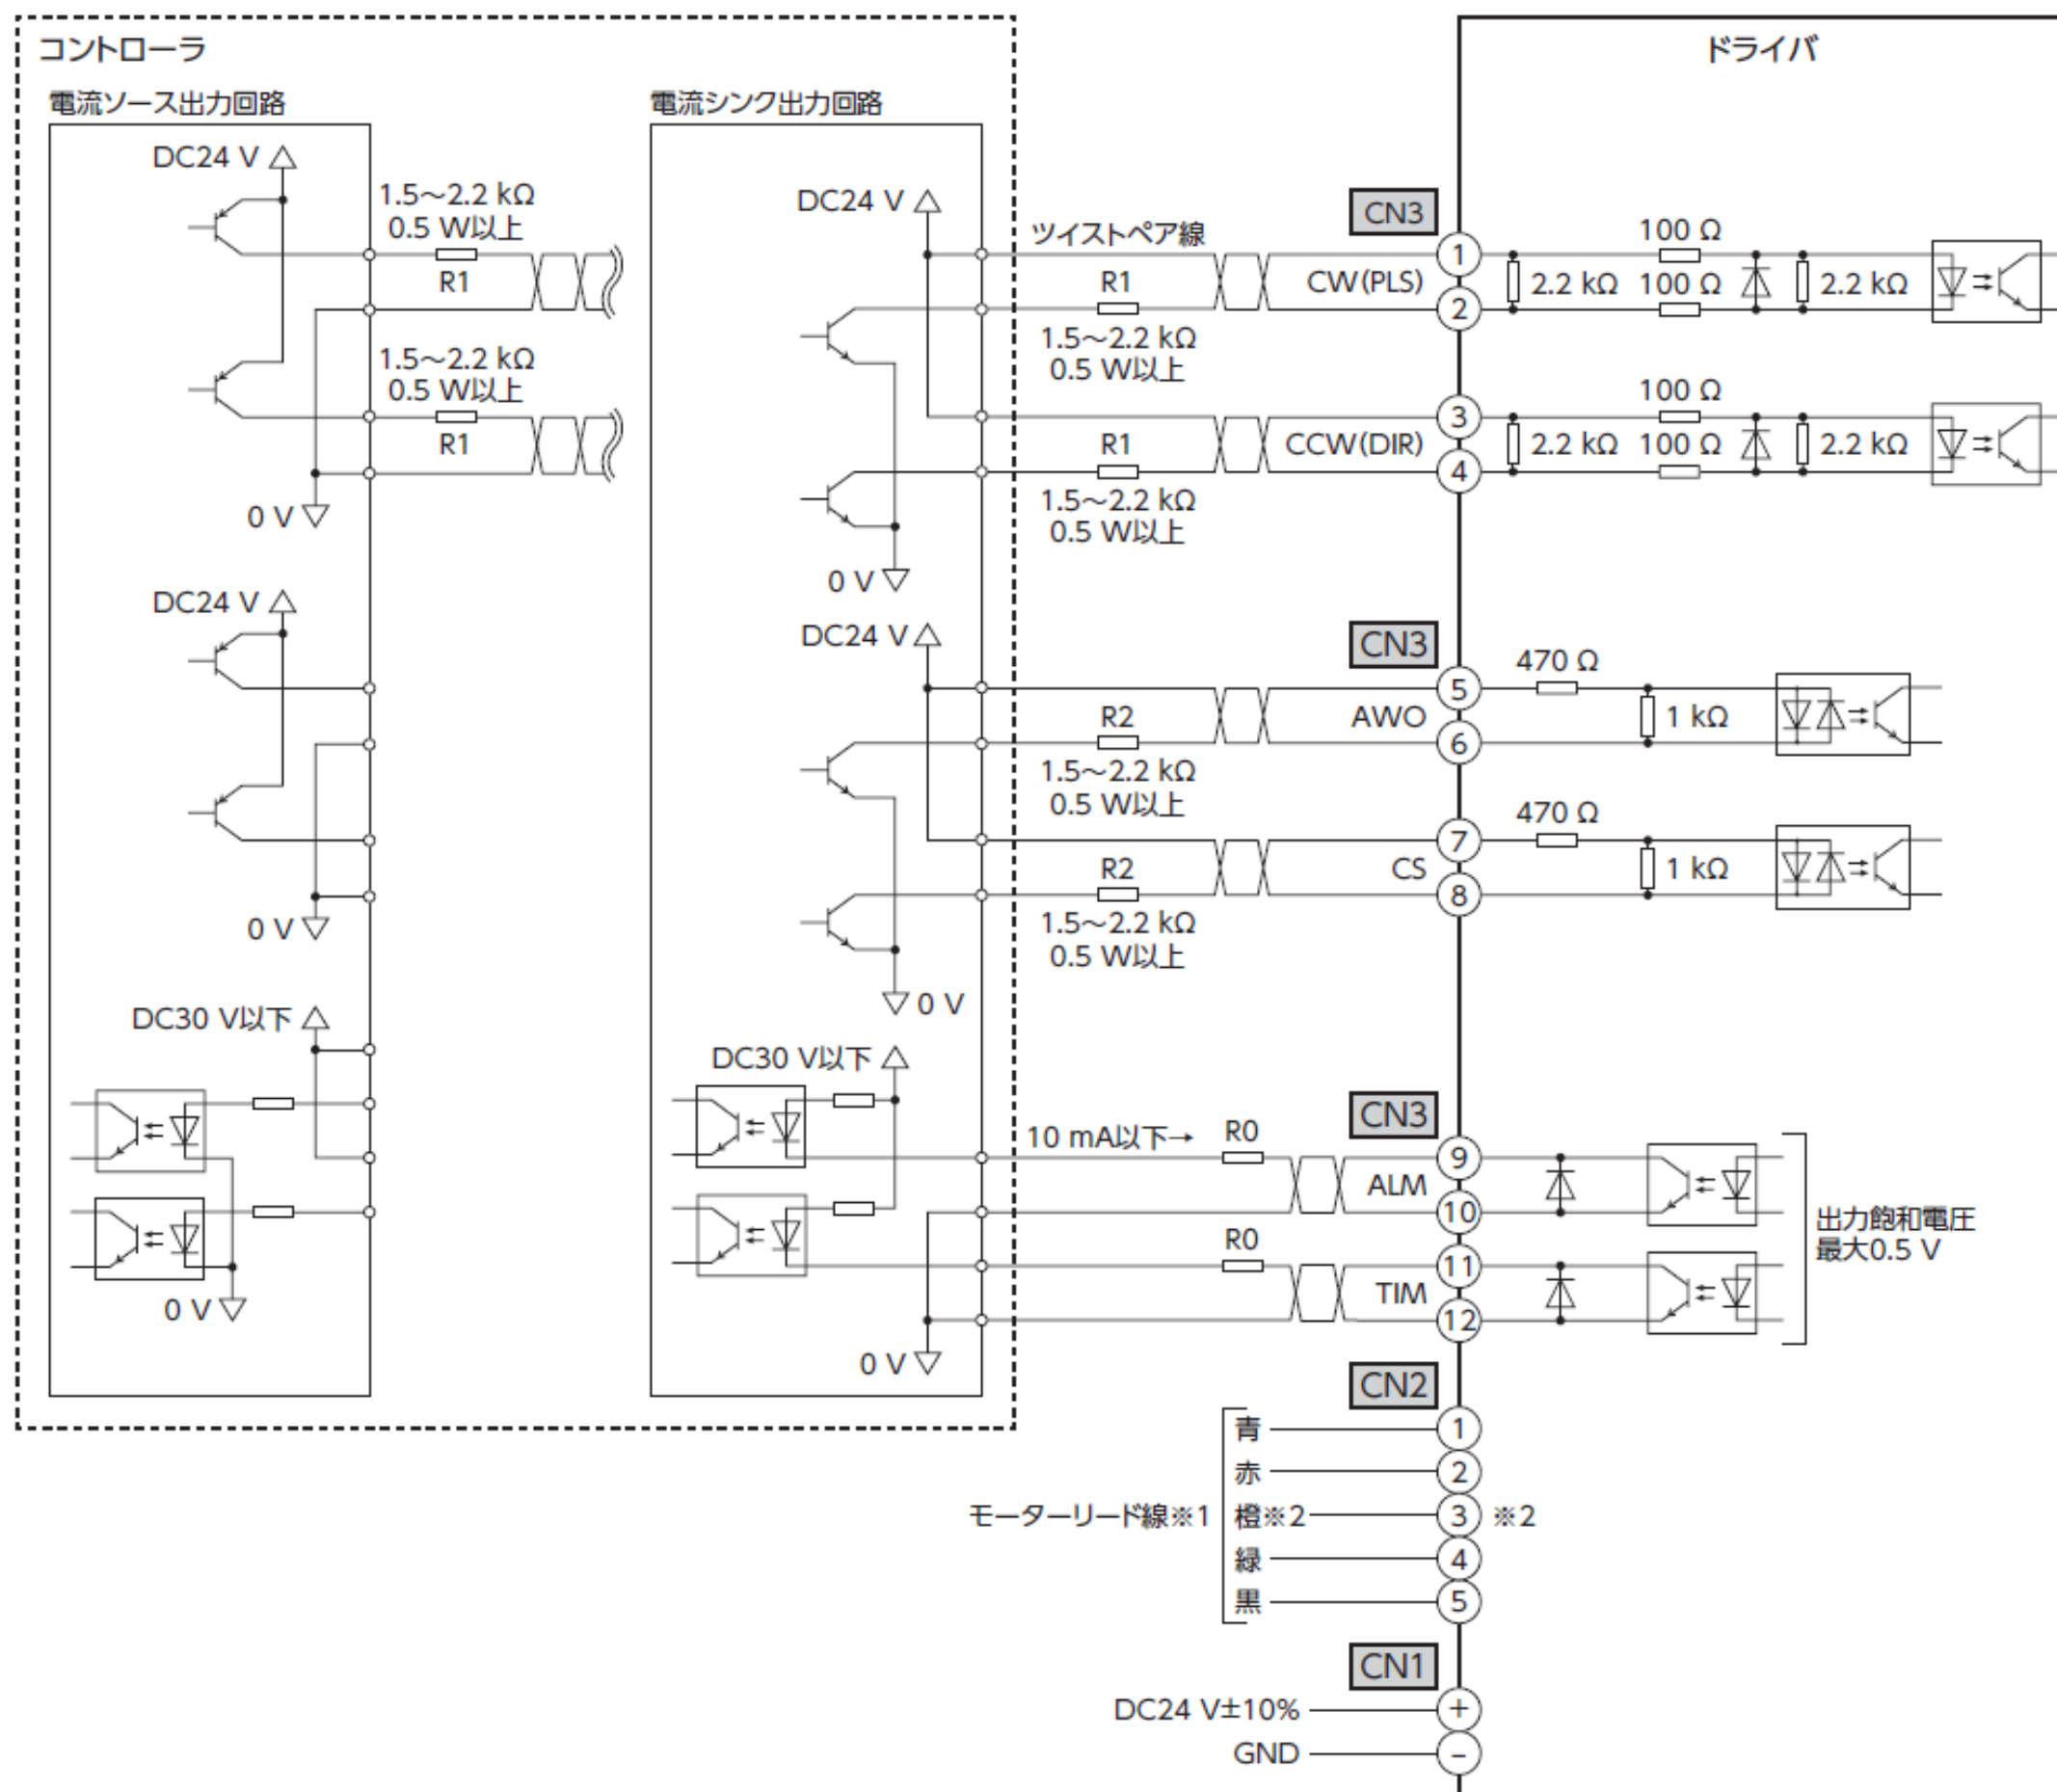 コントローラ
電流ソース出力回路
DC24 V
1.5～2.2 kΩ
0.5 W以上
R1
1.5～2.2 kΩ
0.5 W以上
R1
0 V
DC24 V
0 V
DC30 V以下
0 V
電流シンク出力回路
DC24 V
ツイストペア線
R1
1.5～2.2 kΩ
0.5 W以上
R1
1.5～2.2 kΩ
0.5 W以上
0 V
DC24 V
R2
1.5～2.2 kΩ
0.5 W以上
R2
1.5～2.2 kΩ
0.5 W以上
0 V
DC30 V以下
10 mA以下→
R0
R0
0 V
ドライバ
CN3
1
CW(PLS)
2
100 Ω
2.2 kΩ
100 Ω
2.2 kΩ
3
CCW(DIR)
4
100 Ω
2.2 kΩ
100 Ω
2.2 kΩ
CN3
5
AWO
6
470 Ω
1 kΩ
7
CS
8
470 Ω
1 kΩ
CN3
9
ALM
10
11
TIM
12
出力飽和電圧
最大0.5 V
CN2
モーターリード線※1
青 1
赤 2
橙※2 3 ※2
緑 4
黒 5
CN1
DC24 V±10% +
GND −